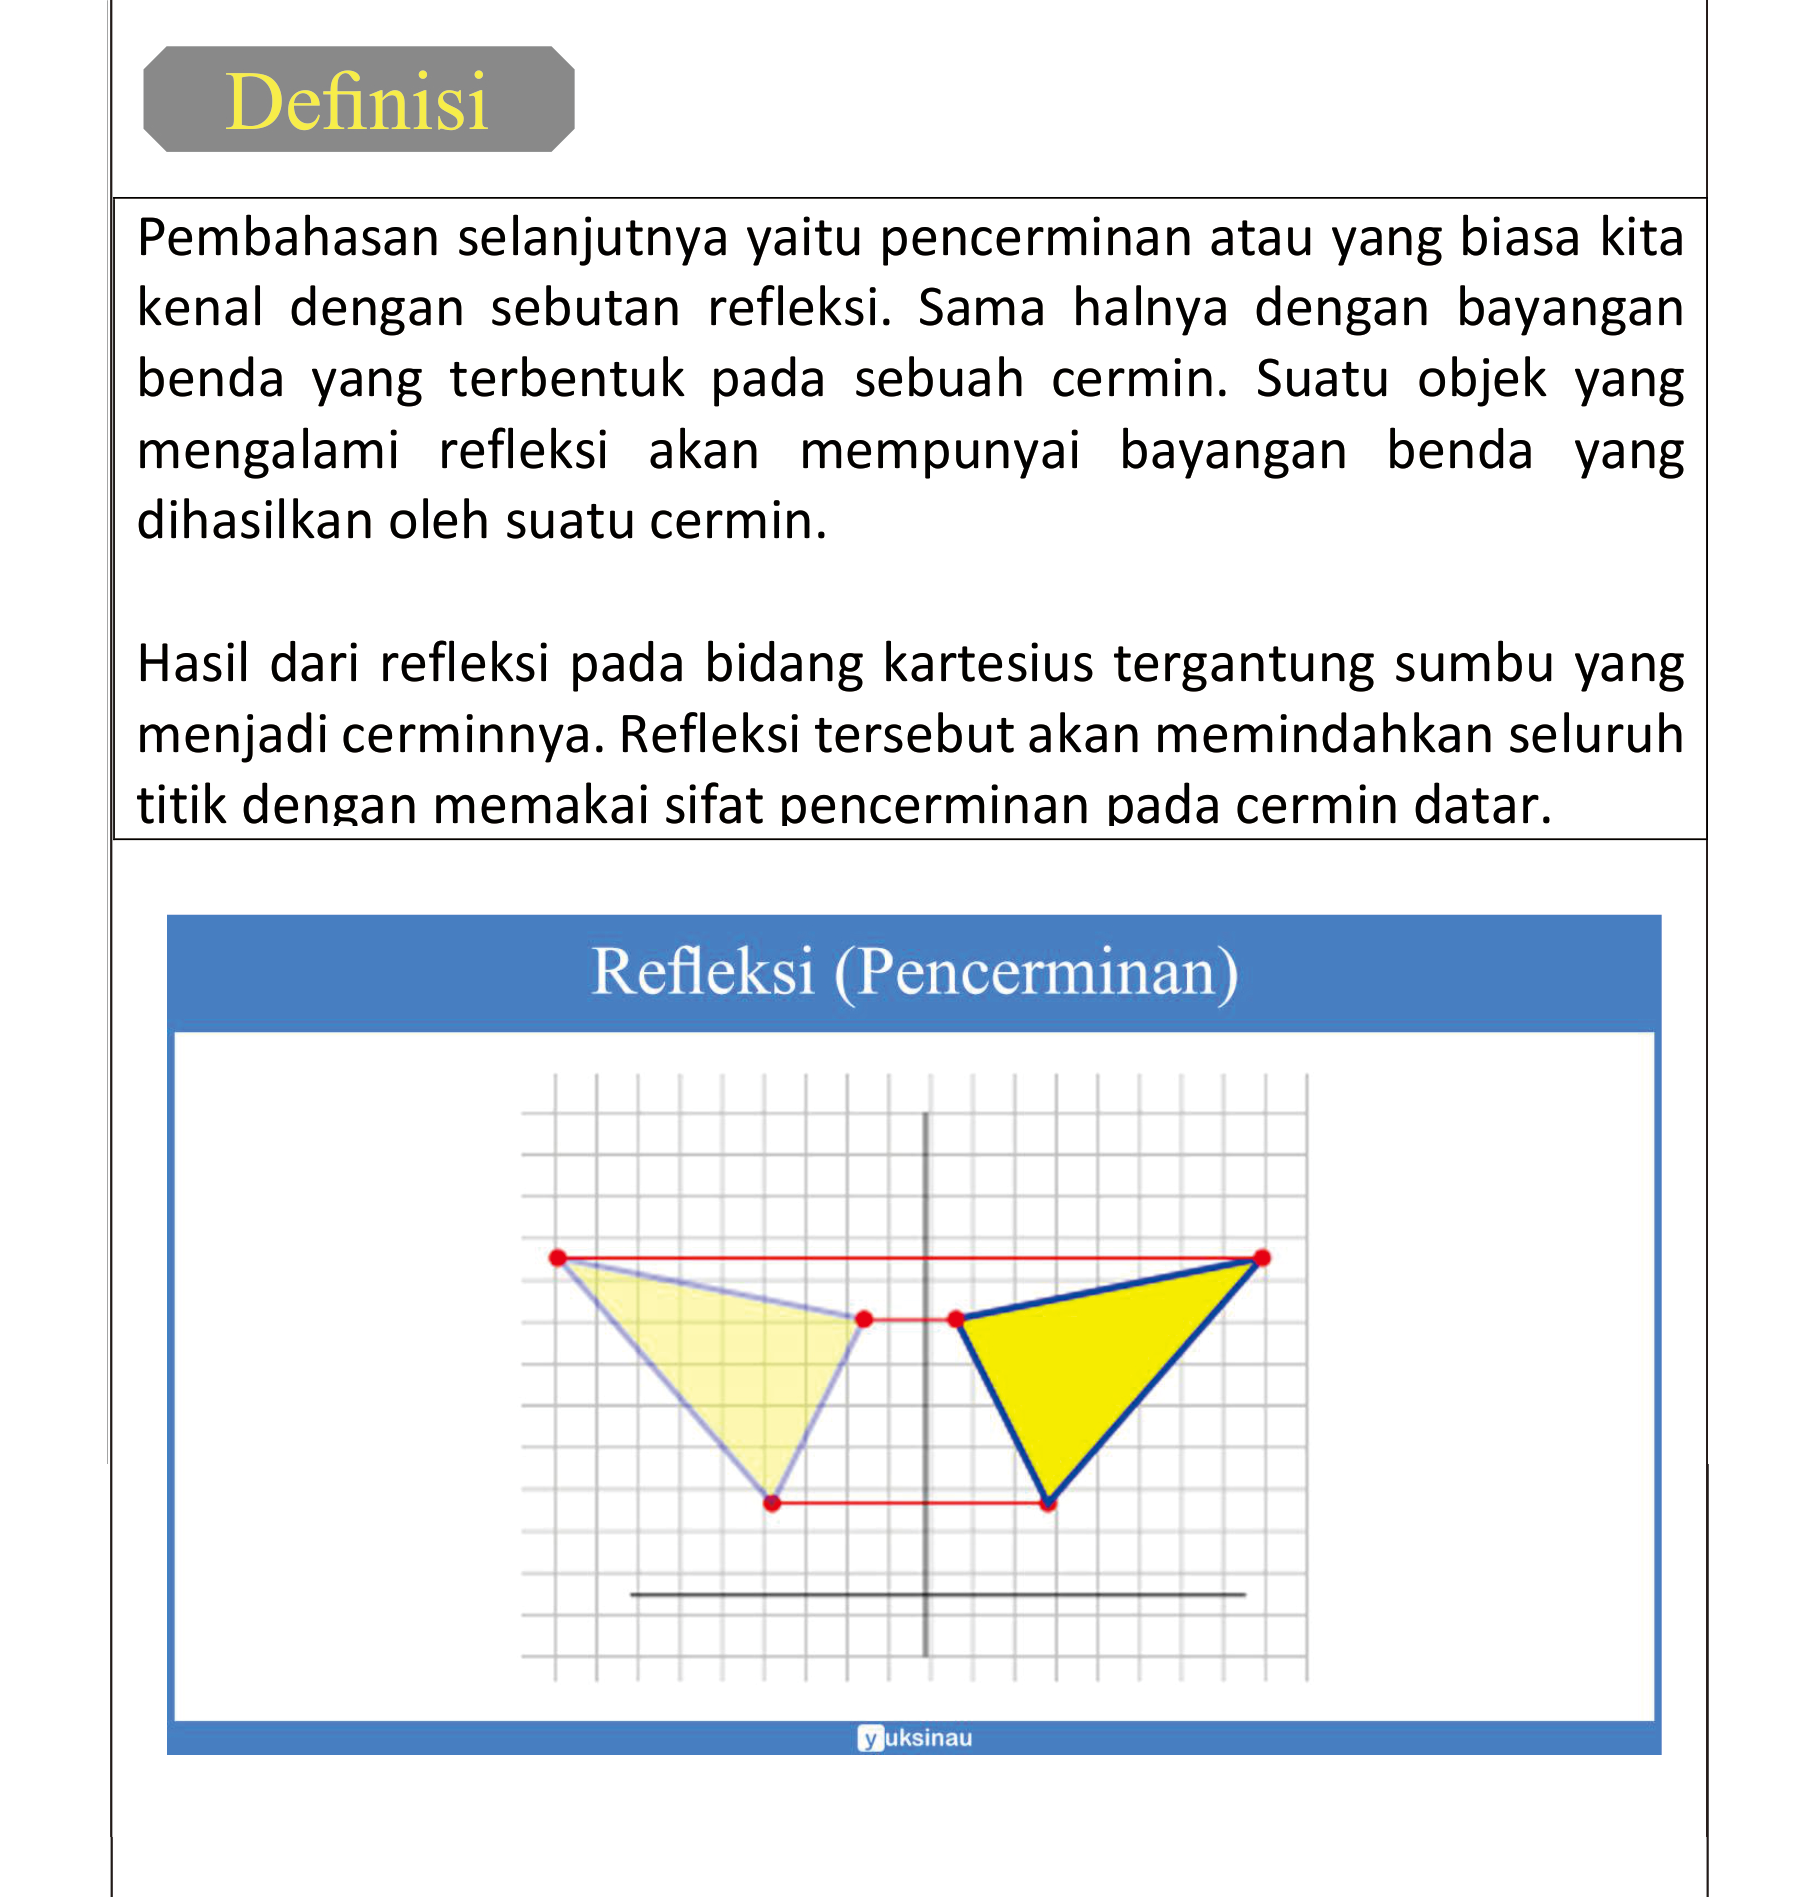 Definisi
Pembahasan selanjutnya yaitu pencerminan atau yang biasa kita
kenal dengan sebutan refleksi. Sama halnya dengan bayangan
benda yang terbentuk pada sebuah cermin. Suatu objek yang
mengalami refleksi akan mempunyai bayangan benda yang
dihasilkan oleh suatu cermin.
Hasil dari refleksi pada bidang kartesius tergantung sumbu yang
menjadi cerminnya. Refleksi tersebut akan memindahkan seluruh
titik dengan memakai sifat pencerminan pada cermin datar.
Refleksi (Pencerminan)
yuksinau